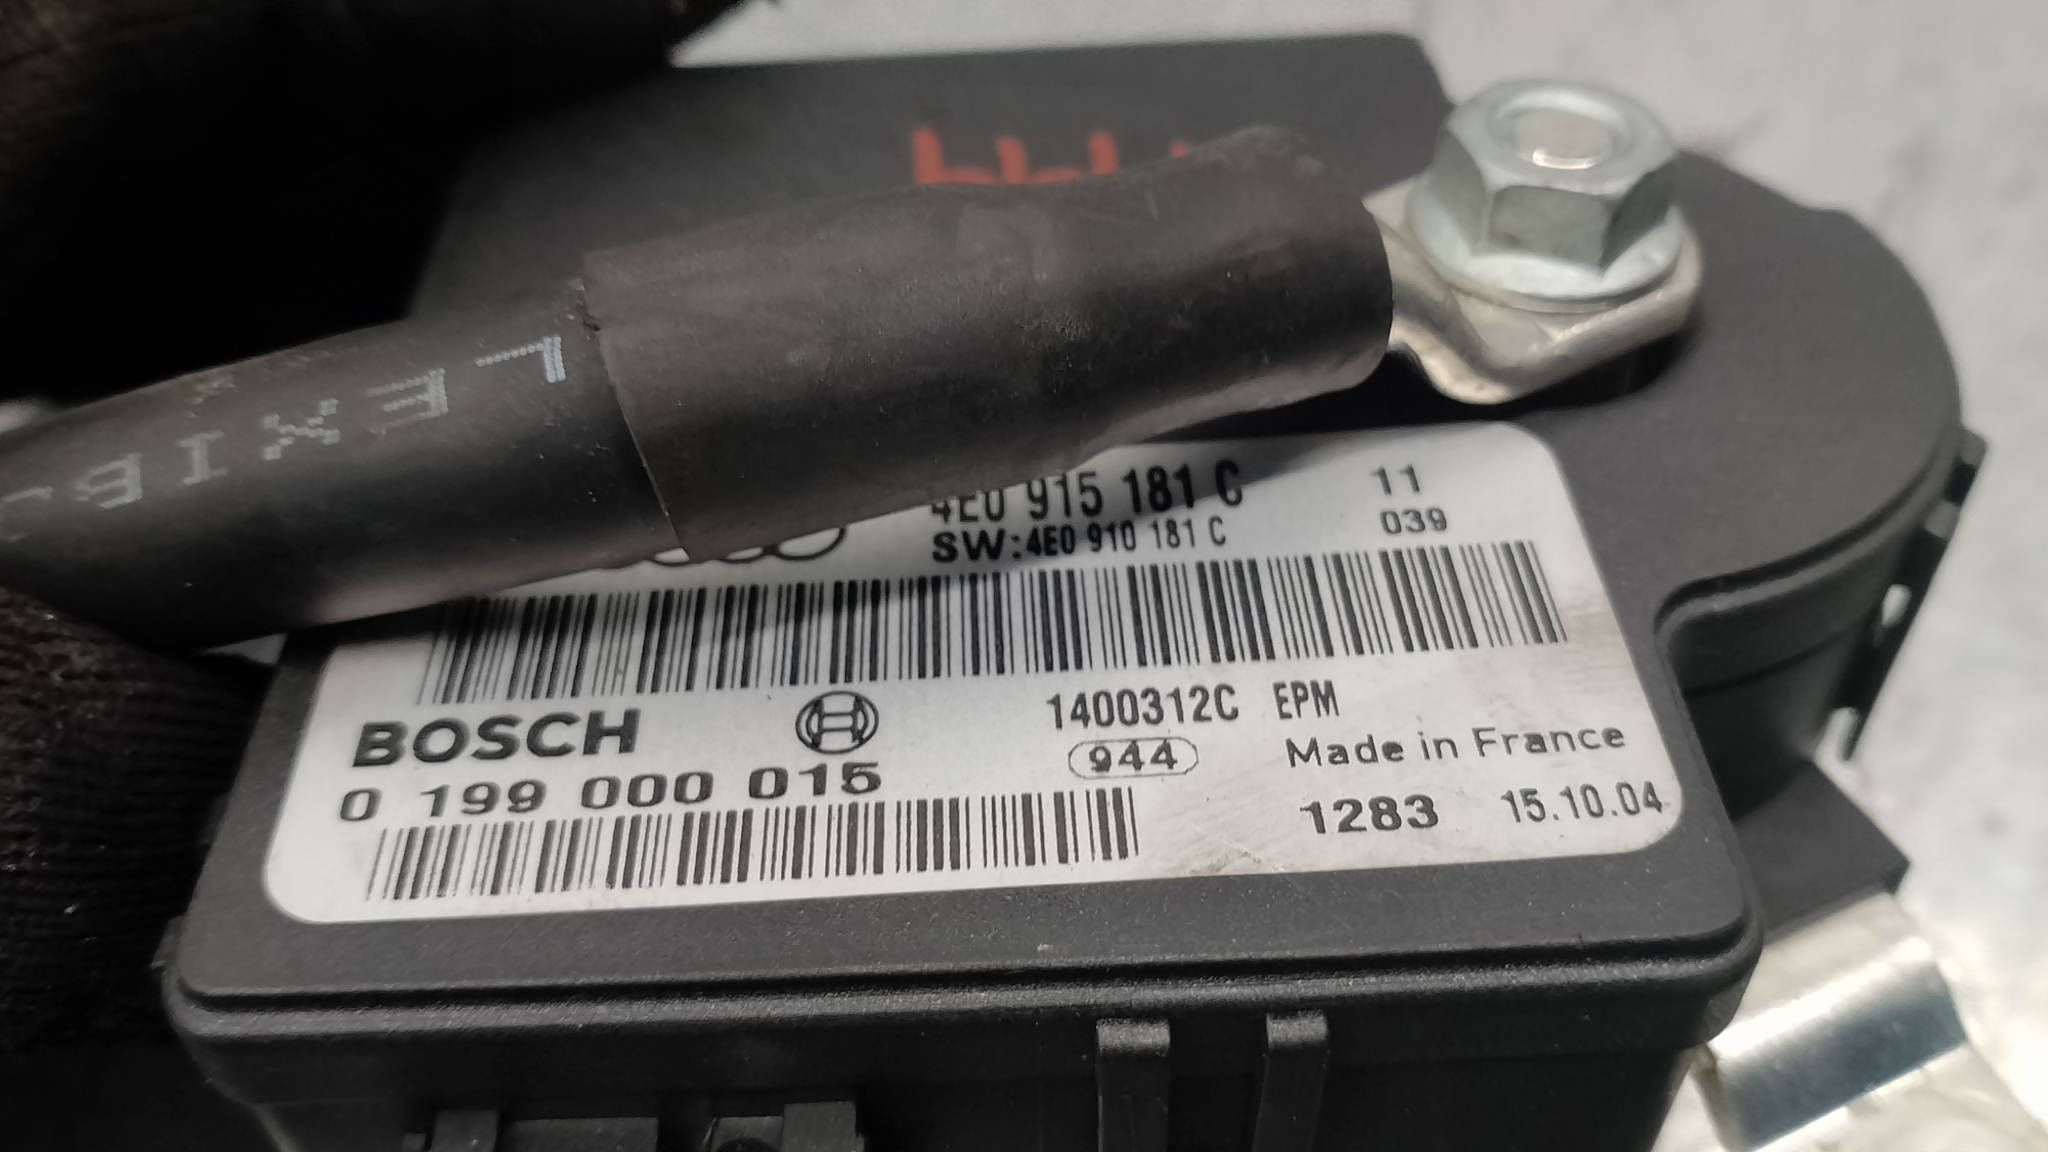 4E0 915 181 C 11
SW:4E0 910 181 C 039
BOSCH 1400312C EPM
944 Made in France
0 199 000 015
1283 15.10.04